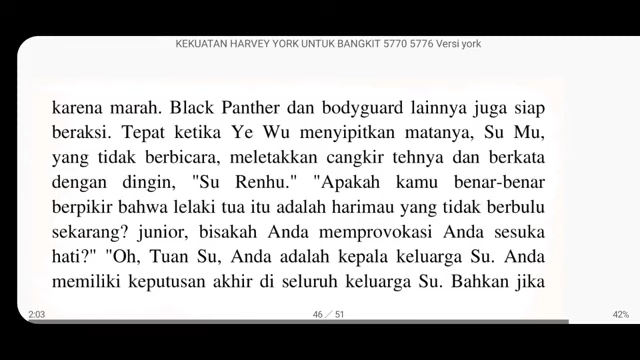 KEKUATAN HARVEY YORK UNTUK BANGKIT 5770 5776 Versi york
karena marah. Black Panther dan bodyguard lainnya juga siap
beraksi. Tepat ketika Ye Wu menyipitkan matanya, Su Mu,
yang tidak berbicara, meletakkan cangkir tehnya dan berkata
dengan dingin, "Su Renhu." "Apakah kamu benar-benar
berpikir bahwa lelaki tua itu adalah harimau yang tidak berbulu
sekarang? junior, bisakah Anda memprovokasi Anda sesuka
hati?" "Oh, Tuan Su, Anda adalah kepala keluarga Su. Anda
memiliki keputusan akhir di seluruh keluarga Su. Bahkan jika
2:03 46 / 51 42%